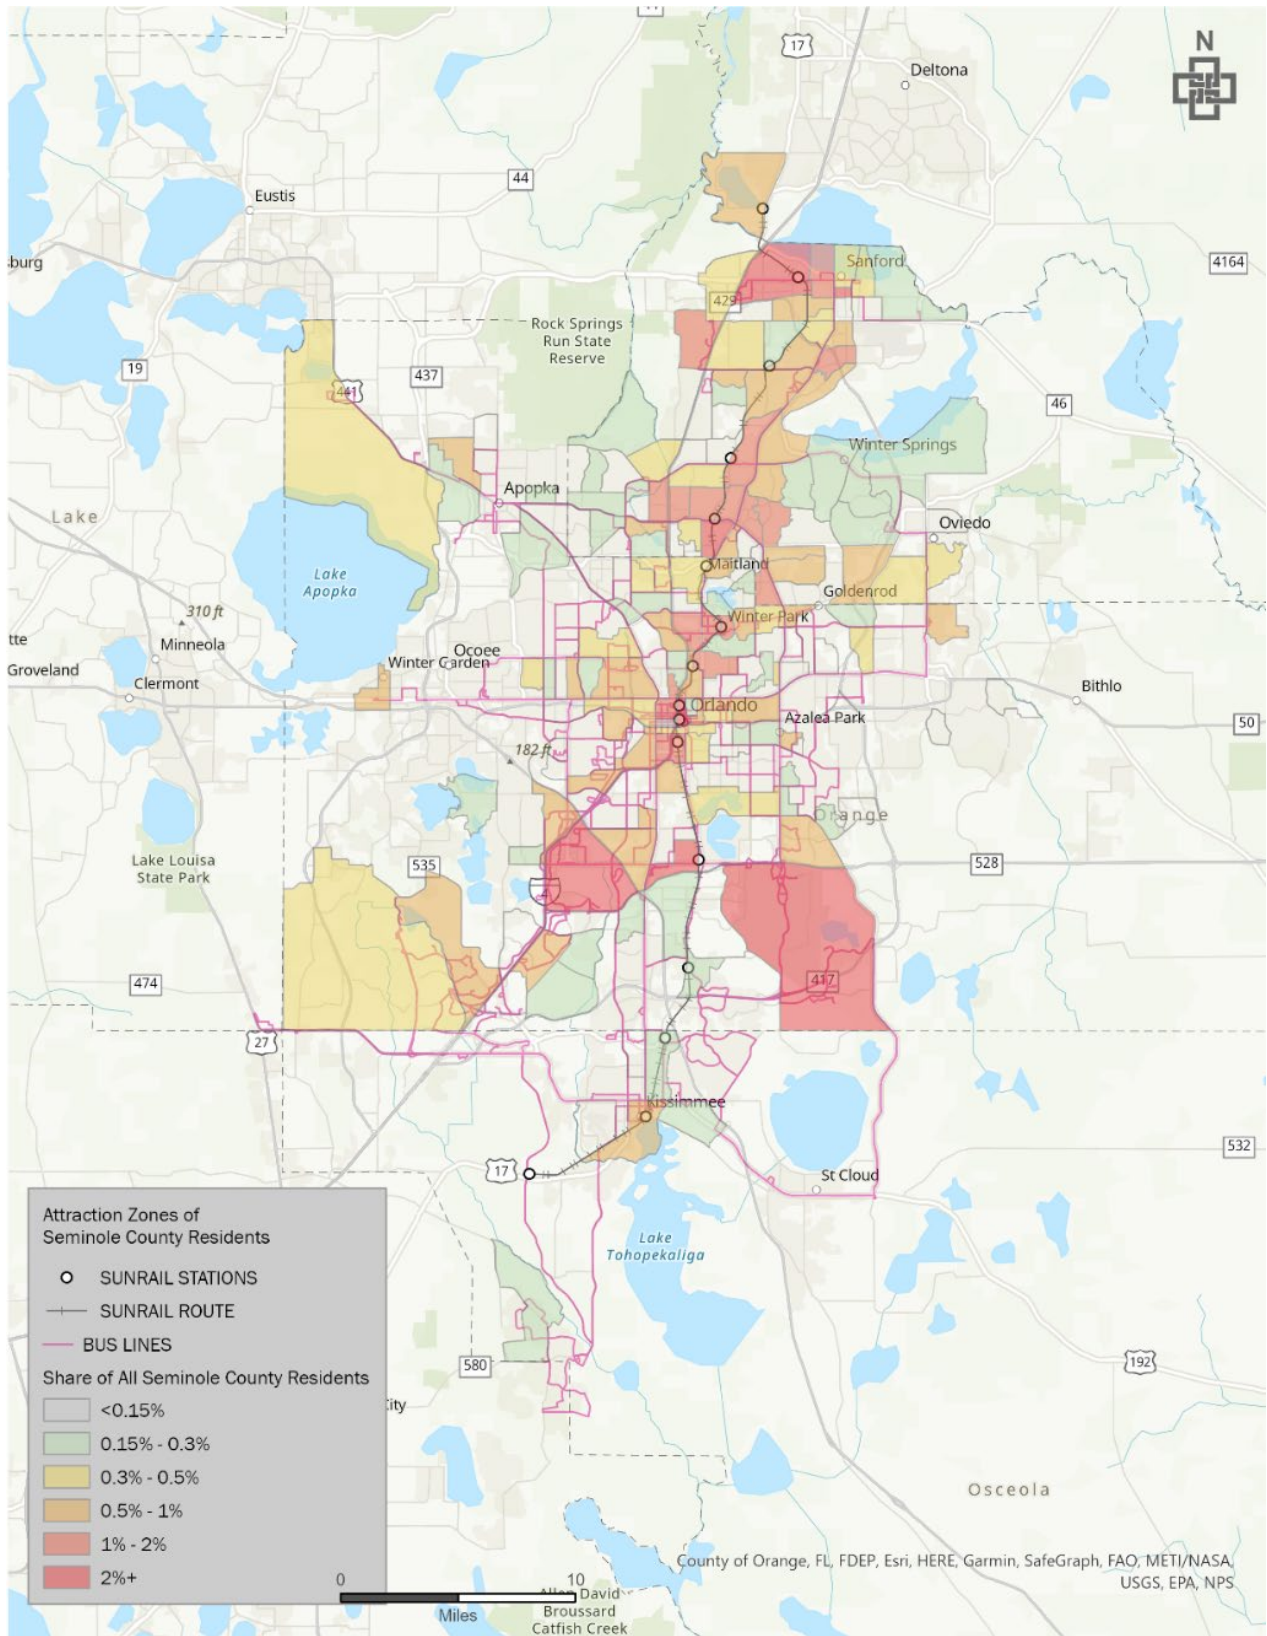 44
17
N
Deltona
44
Eustis
burg
Sanford
4164
429
Rock Springs
Run State
Reserve
19
437
441
46
Winter Springs
Apopka
Lake
Oviedo
Maitland
Lake
Apopka
Goldenrod
310 ft
Winter Park
tte
Minneola
Ocoee
Groveland
Winter Garden
Clermont
Bithlo
Orlando
Azalea Park
50
182 ft
Orange
Lake Louisa
State Park
535
528
474
417
27
Kissimmee
532
17
St Cloud
Lake
Tohopekaliga
Attraction Zones of
Seminole County Residents
SUNRAIL STATIONS
SUNRAIL ROUTE
BUS LINES
Share of All Seminole County Residents
<0.15%
0.15% - 0.3%
0.3% - 0.5%
0.5% - 1%
1% - 2%
2%+
580
192
City
Osceola
County of Orange, FL, FDEP, Esri, HERE, Garmin, SafeGraph, FAO, METI/NASA,
USGS, EPA, NPS
0 10
Miles
Allen David
Broussard
Catfish Creek